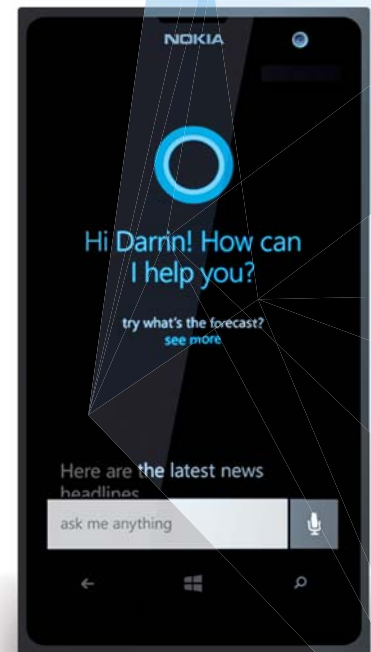 NOKIA
Hi Darrin! How can
I help you?
try what's the forecast?
see more
Here are the latest news
headlines
ask me anything